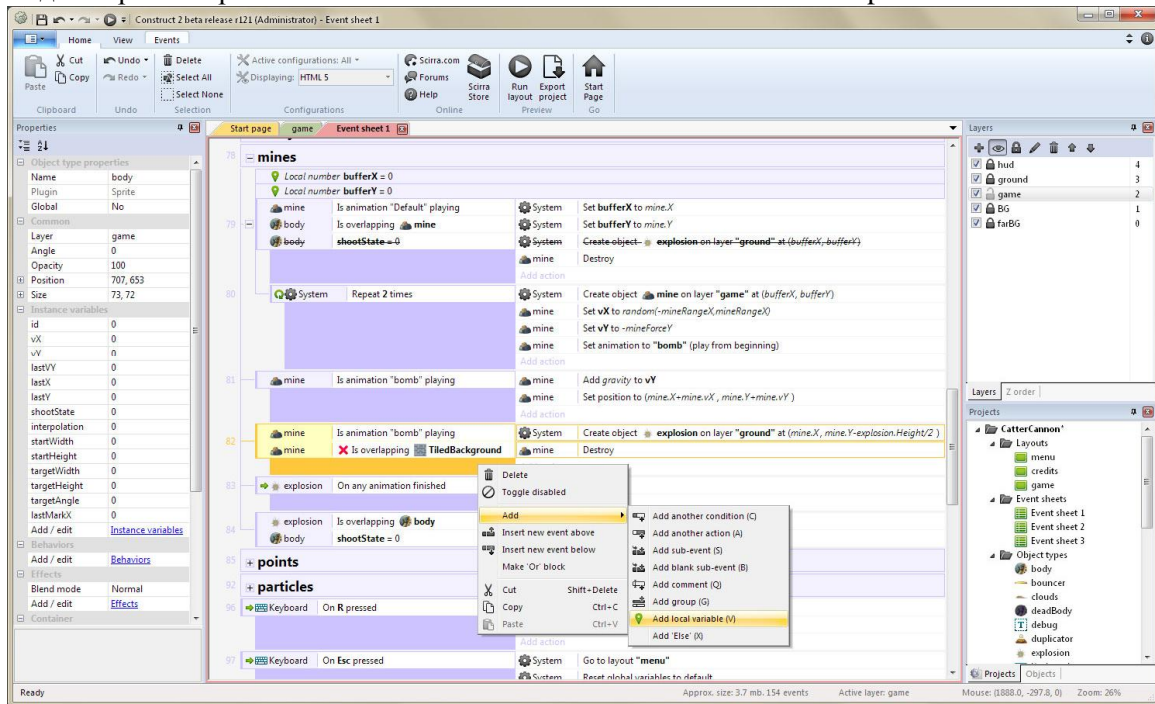 Construct 2 beta release r121 (Administrator) - Event sheet 1
Home View Events
Paste
Cut
Copy
Clipboard
Undo
Redo
Undo
Delete
Select All
Select None
Selection
Active configurations: All
Displaying: HTML 5
Configurations
Scirra.com
Forums
Help
Scirra Store
Online
Run layout
Export project
Preview
Start Page
Go
Properties
Object type properties
Name body
Plugin Sprite
Global No
Common
Layer game
Angle 0
Opacity 100
Position 707, 653
Size 73, 72
Instance variables
id 0
vX 0
vY 0
lastVY 0
lastX 0
lastY 0
shootState 0
interpolation 0
startWidth 0
startHeight 0
targetWidth 0
targetHeight 0
targetAngle 0
lastMarkX 0
Add / edit Instance variables
Behaviors
Add / edit Behaviors
Effects
Blend mode Normal
Add / edit Effects
Container
Start page game Event sheet 1
78 mines
Local number bufferX = 0
Local number bufferY = 0
79
mine Is animation "Default" playing System Set bufferX to mine.X
body Is overlapping mine System Set bufferY to mine.Y
body shootState = 0 System Create object explosion on layer "ground" at (bufferX, bufferY)
mine Destroy
Add action
80 System Repeat 2 times System Create object mine on layer "game" at (bufferX, bufferY)
mine Set vX to random(-mineRangeX,mineRangeX)
mine Set vY to -mineForceY
mine Set animation to "bomb" (play from beginning)
Add action
81 mine Is animation "bomb" playing mine Add gravity to vY
mine Set position to (mine.X+mine.vX , mine.Y+mine.vY )
Add action
82
mine Is animation "bomb" playing System Create object explosion on layer "ground" at (mine.X , mine.Y-explosion.Height/2 )
mine Is overlapping TiledBackground mine Destroy
83 explosion On any animation finished
84
explosion Is overlapping body
body shootState = 0
85 points
92 particles
96 Keyboard On R pressed
Add action
97 Keyboard On Esc pressed System Go to layout "menu"
System Reset global variables to default
Delete
Toggle disabled
Add
Insert new event above
Insert new event below
Make 'Or' block
Cut Shift+Delete
Copy Ctrl+C
Paste Ctrl+V
Add another condition (C)
Add another action (A)
Add sub-event (S)
Add blank sub-event (B)
Add comment (Q)
Add group (G)
Add local variable (V)
Add 'Else' (X)
Layers
hud 4
ground 3
game 2
BG 1
farBG 0
Layers Z order
Projects
CatterCannon*
Layouts
menu
credits
game
Event sheets
Event sheet 1
Event sheet 2
Event sheet 3
Object types
body
bouncer
clouds
deadBody
debug
duplicator
explosion
Projects Objects
Ready Approx. size: 3.7 mb. 154 events Active layer: game Mouse: (1888.0, -297.8, 0) Zoom: 26%